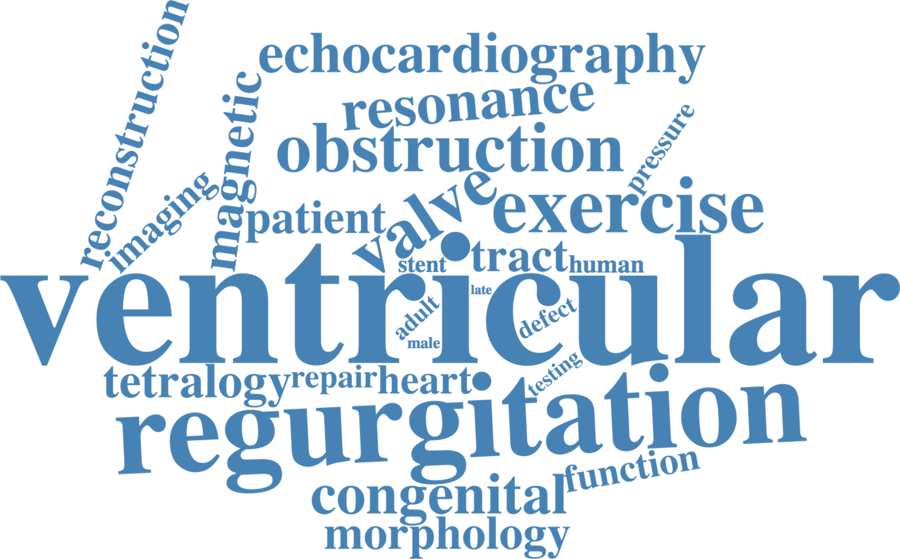 reconstruction
echocardiography
magnetic
resonance
pressure
obstruction
imaging
valve
exercise
patient
stent
tract
human
ventricular
late
adult
defect
male
testing
tetralogy
repair
heart
regurgitation
function
congenital
morphology